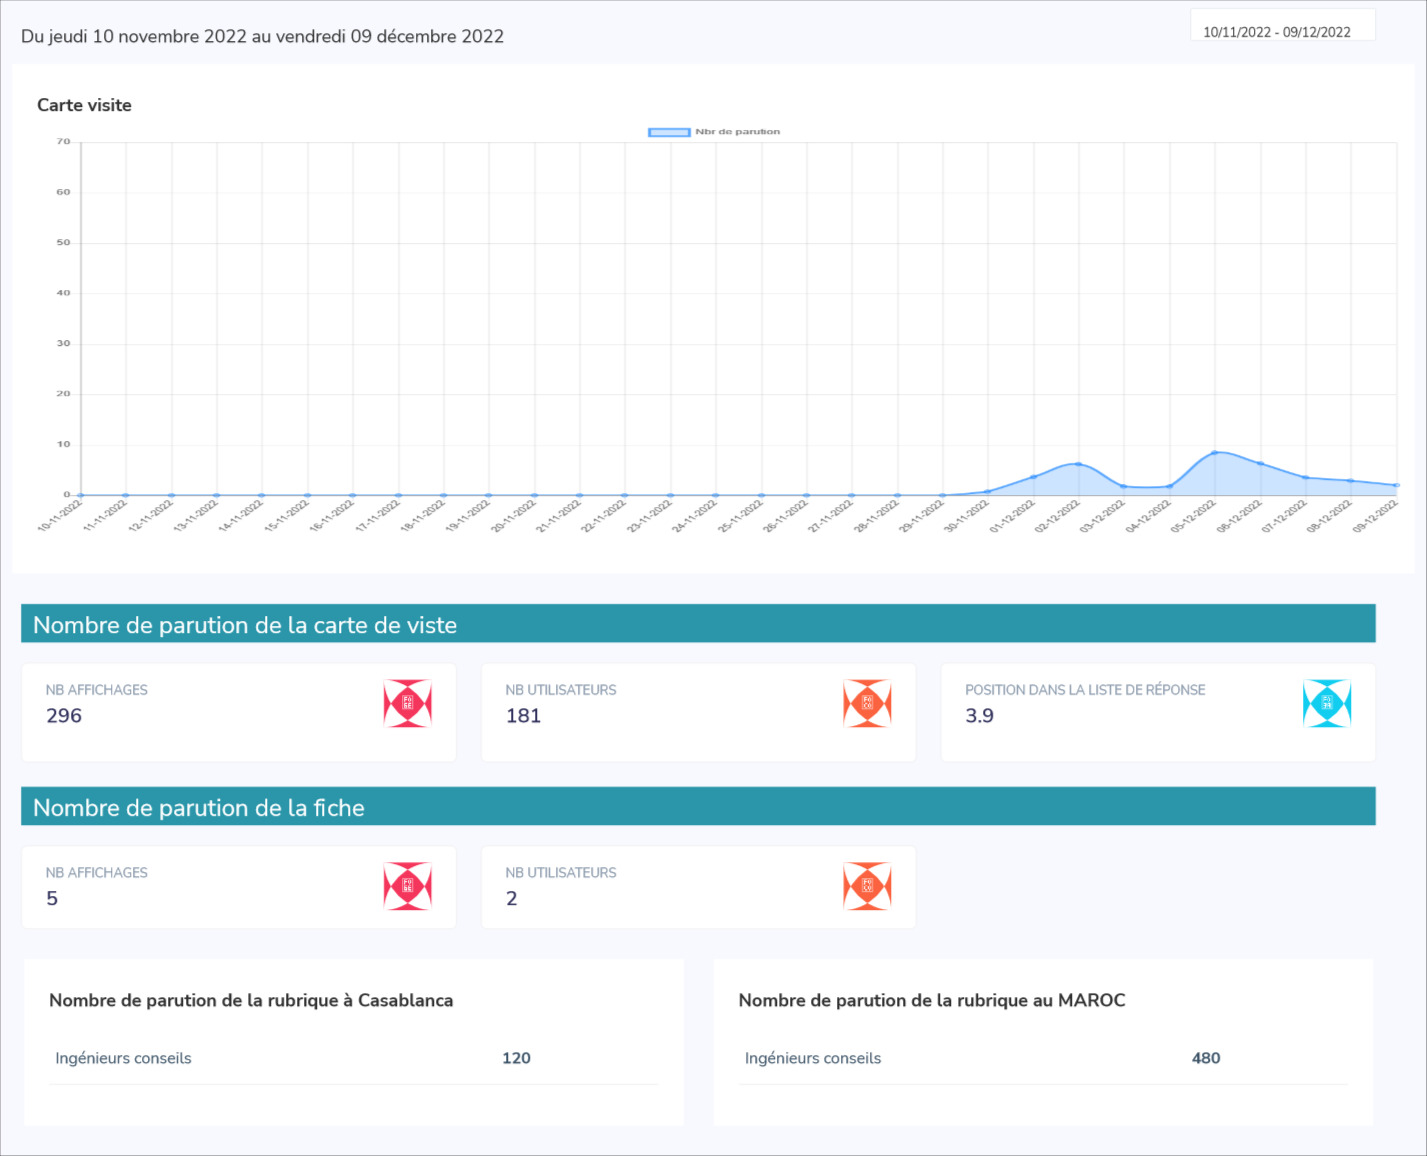 Du jeudi 10 novembre 2022 au vendredi 09 décembre 2022
10/11/2022 - 09/12/2022
Carte visite
Nbr de parution
70
60
50
40
30
20
10
0
10-11-2022
11-11-2022
12-11-2022
13-11-2022
14-11-2022
15-11-2022
16-11-2022
17-11-2022
18-11-2022
19-11-2022
20-11-2022
21-11-2022
22-11-2022
23-11-2022
24-11-2022
25-11-2022
26-11-2022
27-11-2022
28-11-2022
29-11-2022
30-11-2022
01-12-2022
02-12-2022
03-12-2022
04-12-2022
05-12-2022
06-12-2022
07-12-2022
08-12-2022
09-12-2022
Nombre de parution de la carte de viste
NB AFFICHAGES
296
NB UTILISATEURS
181
POSITION DANS LA LISTE DE RÉPONSE
3.9
Nombre de parution de la fiche
NB AFFICHAGES
5
NB UTILISATEURS
2
Nombre de parution de la rubrique à Casablanca
Ingénieurs conseils 120
Nombre de parution de la rubrique au MAROC
Ingénieurs conseils 480